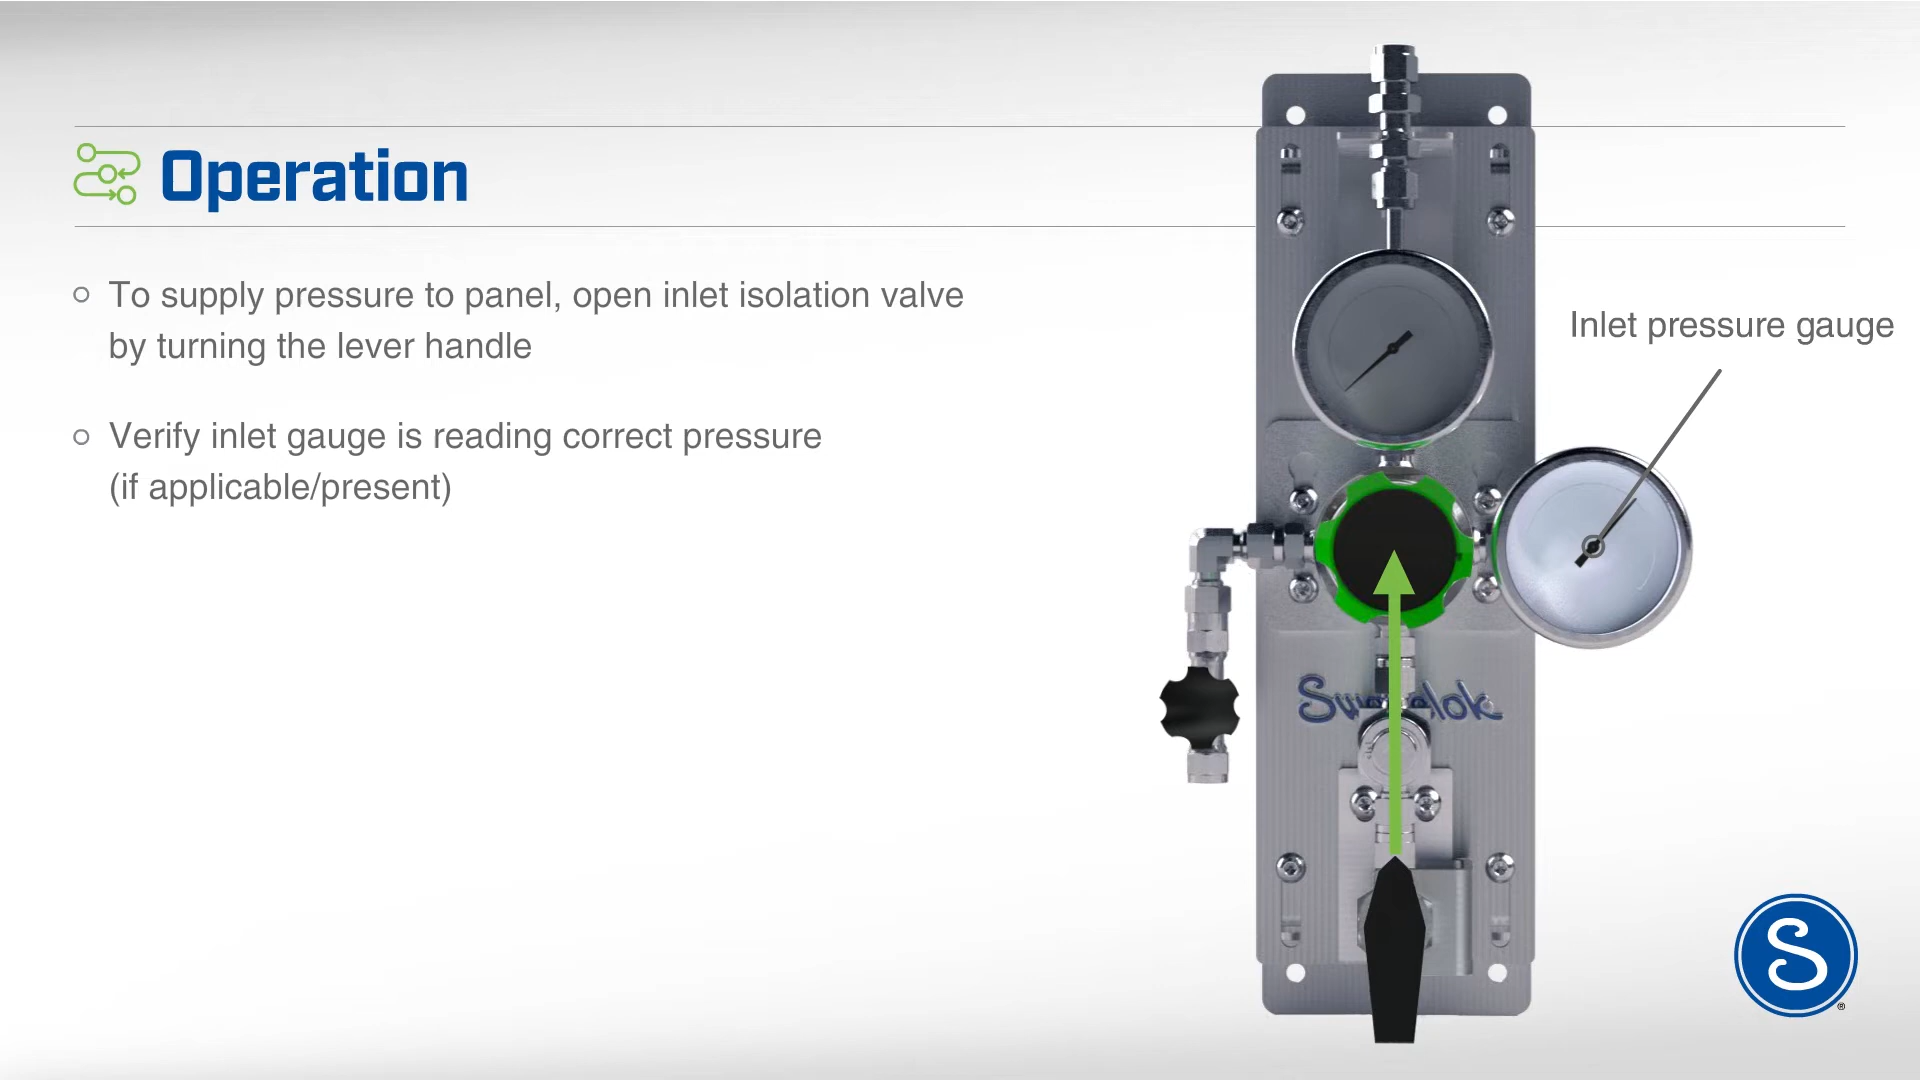 Operation
To supply pressure to panel, open inlet isolation valve
by turning the lever handle
Verify inlet gauge is reading correct pressure
(if applicable/present)
Inlet pressure gauge
S
®